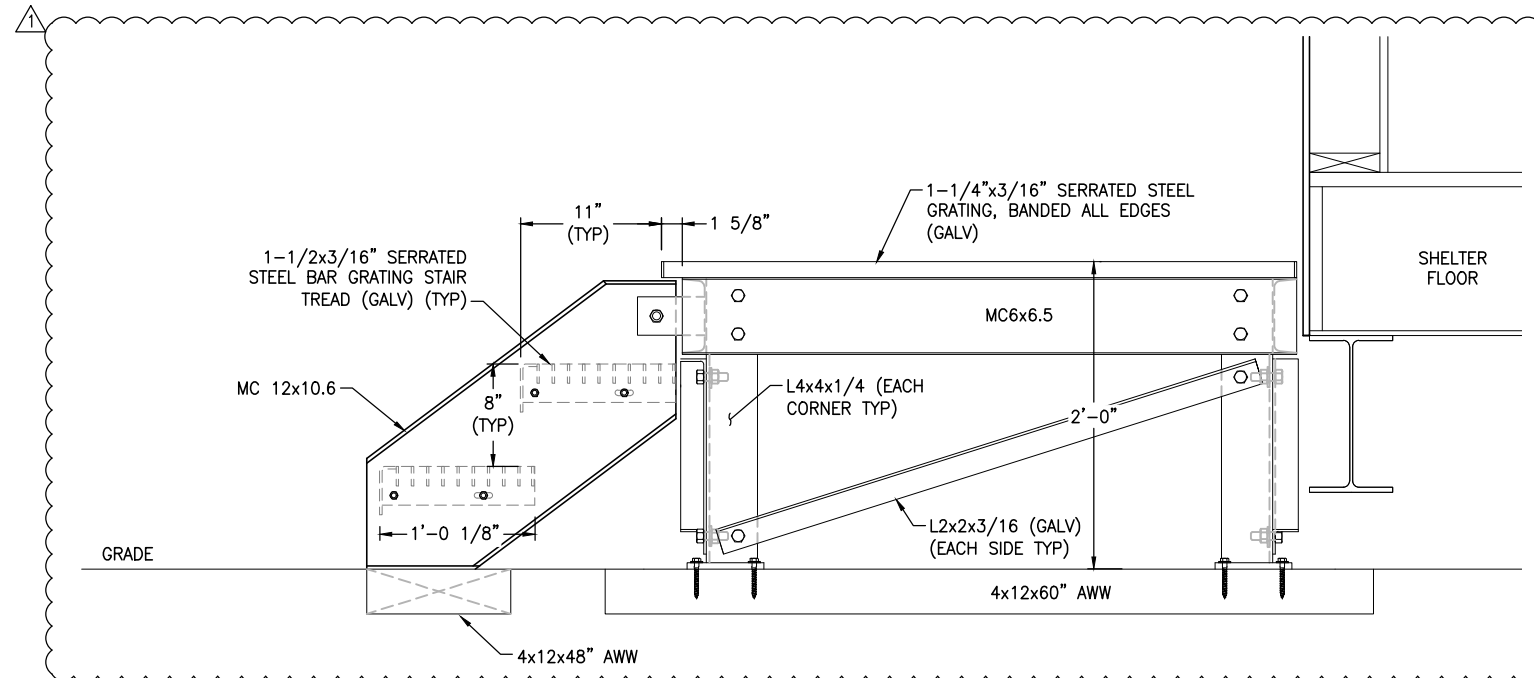 1
1-1/4"x3/16" SERRATED STEEL
GRATING, BANDED ALL EDGES
(GALV)
11"
(TYP)
1 5/8"
1-1/2x3/16" SERRATED
STEEL BAR GRATING STAIR
TREAD (GALV) (TYP)
SHELTER
FLOOR
MC6x6.5
MC 12x10.6
8"
(TYP)
L4x4x1/4 (EACH
CORNER TYP)
2'-0"
1'-0 1/8"
L2x2x3/16 (GALV)
(EACH SIDE TYP)
GRADE
4x12x60" AWW
4x12x48" AWW